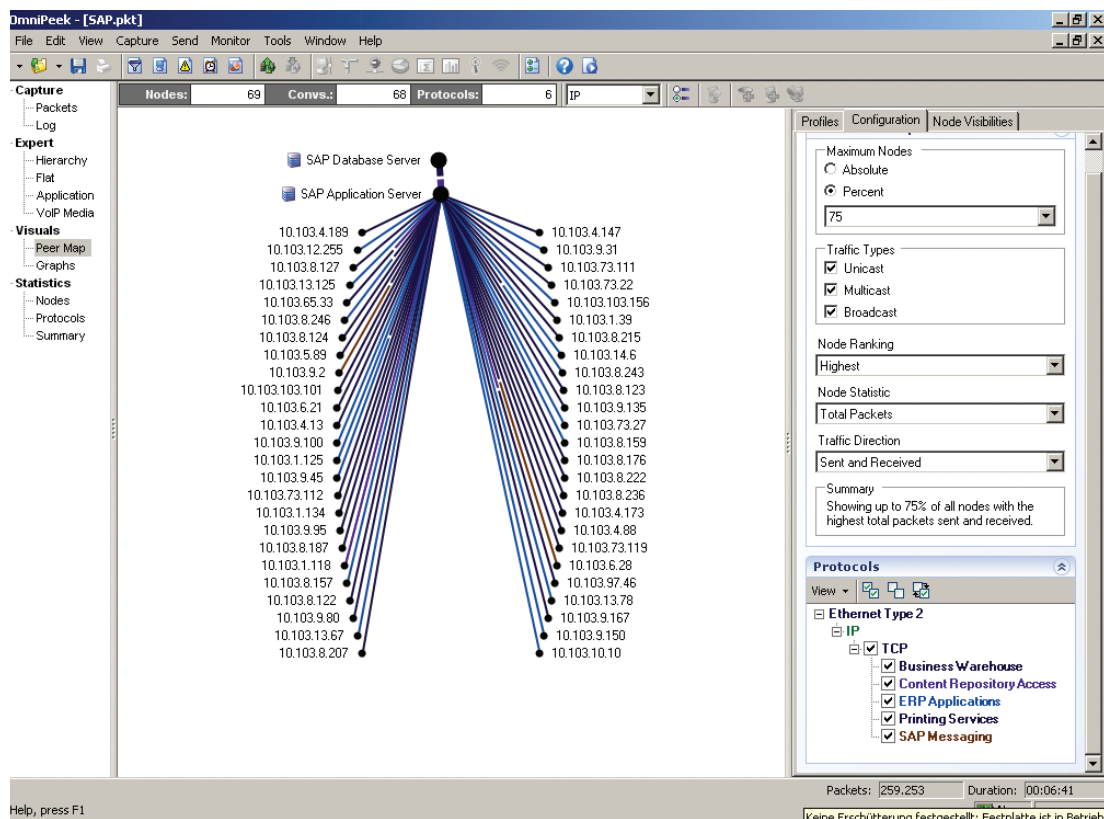 OmniPeek - [SAP.pkt]
File Edit View Capture Send Monitor Tools Window Help
Nodes: 69 Convs.: 68 Protocols: 6 IP
Capture
Packets
Log
Expert
Hierarchy
Flat
Application
VoIP Media
Visuals
Peer Map
Graphs
Statistics
Nodes
Protocols
Summary
SAP Database Server
SAP Application Server
10.103.4.189
10.103.12.255
10.103.8.127
10.103.13.125
10.103.65.33
10.103.8.246
10.103.8.124
10.103.5.89
10.103.9.2
10.103.103.101
10.103.6.21
10.103.4.13
10.103.9.100
10.103.1.125
10.103.9.45
10.103.73.112
10.103.1.134
10.103.9.95
10.103.8.187
10.103.1.118
10.103.8.157
10.103.8.122
10.103.9.80
10.103.13.67
10.103.8.207
10.103.4.147
10.103.9.31
10.103.73.111
10.103.73.22
10.103.103.156
10.103.1.39
10.103.8.215
10.103.14.6
10.103.8.243
10.103.8.123
10.103.9.135
10.103.73.27
10.103.8.159
10.103.8.176
10.103.8.222
10.103.8.236
10.103.4.173
10.103.4.88
10.103.73.119
10.103.6.28
10.103.97.46
10.103.13.78
10.103.9.167
10.103.9.150
10.103.10.10
Profiles Configuration Node Visibilities
Maximum Nodes
Absolute
Percent
75
Traffic Types
Unicast
Multicast
Broadcast
Node Ranking
Highest
Node Statistic
Total Packets
Traffic Direction
Sent and Received
Summary
Showing up to 75% of all nodes with the
highest total packets sent and received.
Protocols
View
Ethernet Type 2
IP
TCP
Business Warehouse
Content Repository Access
ERP Applications
Printing Services
SAP Messaging
Packets: 259.253 Duration: 00:06:41
Help, press F1
Keine Erschütterung festgestellt; Festplatte ist in Betrieb